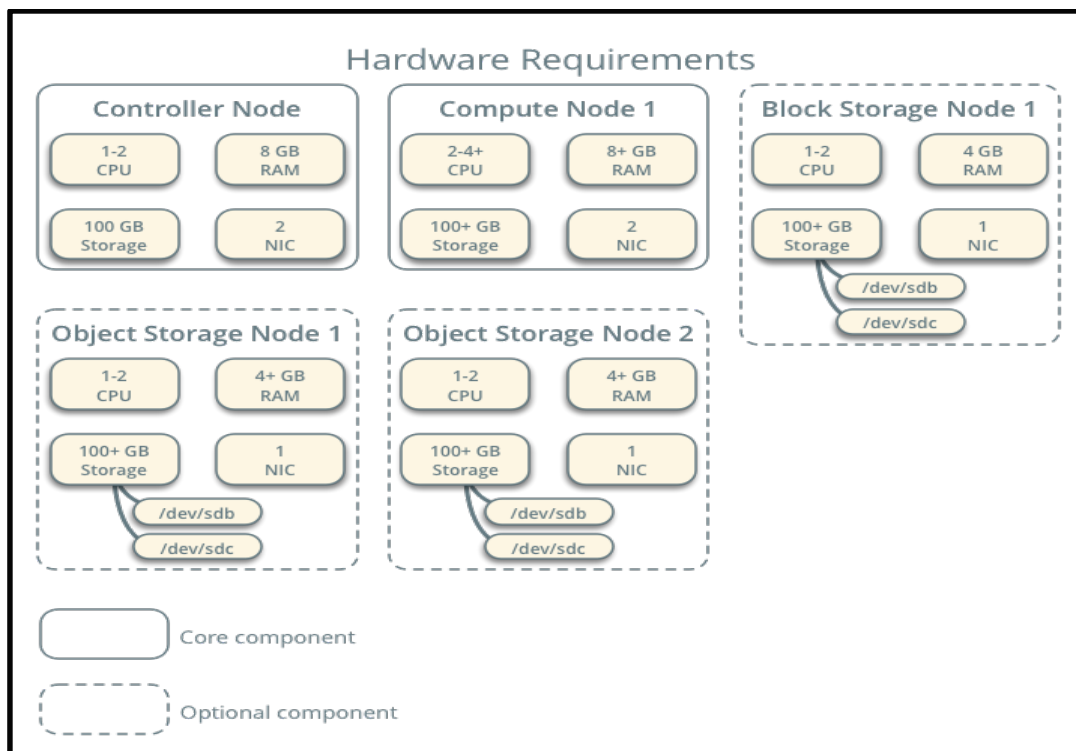 Hardware Requirements
Controller Node
1-2
CPU
8 GB
RAM
100 GB
Storage
2
NIC
Compute Node 1
2-4+
CPU
8+ GB
RAM
100+ GB
Storage
2
NIC
Block Storage Node 1
1-2
CPU
4 GB
RAM
100+ GB
Storage
1
NIC
/dev/sdb
/dev/sdc
Object Storage Node 1
1-2
CPU
4+ GB
RAM
100+ GB
Storage
1
NIC
/dev/sdb
/dev/sdc
Object Storage Node 2
1-2
CPU
4+ GB
RAM
100+ GB
Storage
1
NIC
/dev/sdb
/dev/sdc
Core component
Optional component